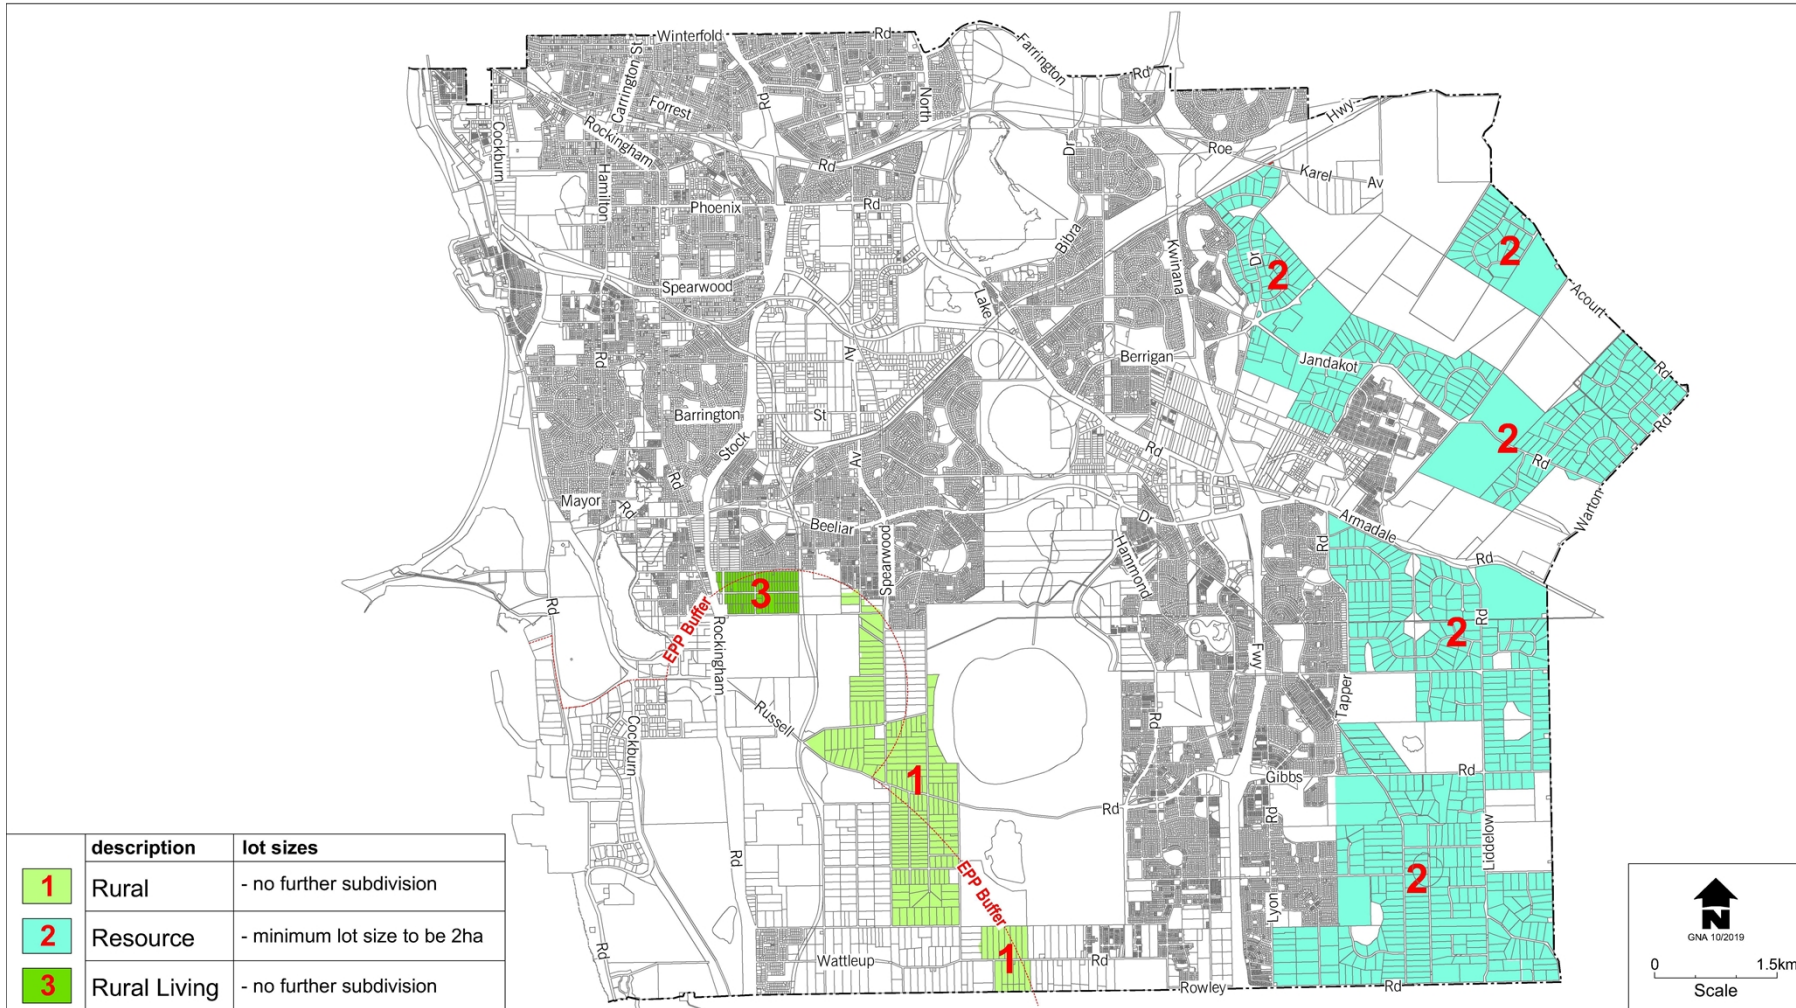 Winterfold
Rd
Farrington
Rd
Carrington St
Forrest
Rockingham
Rd
Rd
North
Cockburn
Hamilton
Phoenix
Rd
Dr
Hwy
Roe
Karel
Av
Bibra
Kwinana
Dr
2
2
Acourt
Spearwood
Lake
Rd
Av
Berrigan
Jandakot
Rd
Barrington
St
Stock
Rd
2
Rd
Rd
Av
Rd
Mayor
Rd
Beeliar
Spearwood
Dr
Hammond
Rd
Armadale
Rd
Warton
3
EPP Buffer
Rockingham
Rd
2
Rd
Fwy
Tapper
Russell
Cockburn
1
Rd
Rd
Gibbs
Rd
Rd
Liddelow
2
Rd
EPP Buffer
Lyon
1
Wattleup
Rd
Rowley
Rd
Rd
description lot sizes
1 Rural - no further subdivision
2 Resource - minimum lot size to be 2ha
3 Rural Living - no further subdivision
N
GNA 10/2019
0 1.5km
Scale